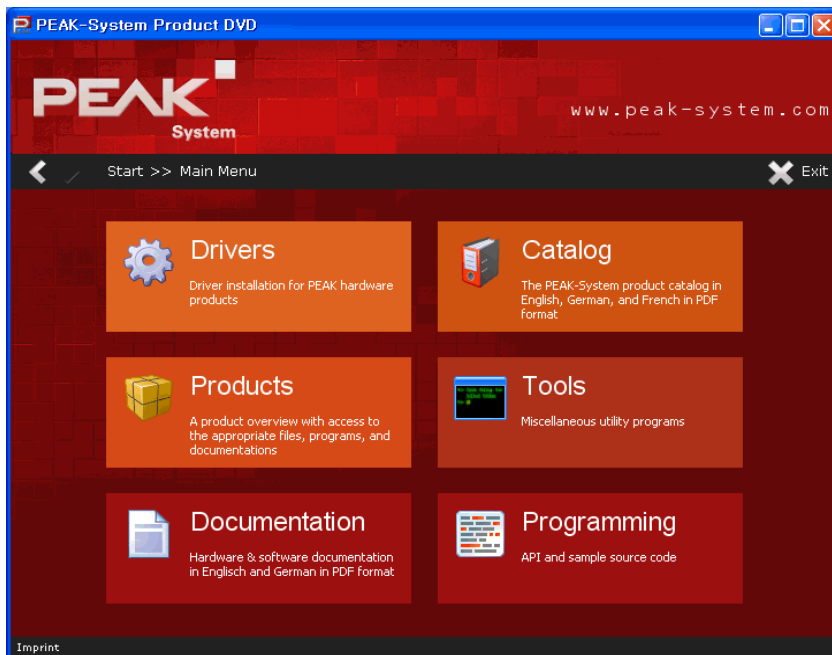 PEAK-System Product DVD
PEAK
System
www.peak-system.com
Start >> Main Menu
Exit
Drivers
Driver installation for PEAK hardware
products
Catalog
The PEAK-System product catalog in
English, German, and French in PDF
format
Products
A product overview with access to
the appropriate files, programs, and
documentations
Tools
Miscellaneous utility programs
Documentation
Hardware & software documentation
in Englisch and German in PDF format
Programming
API and sample source code
Imprint